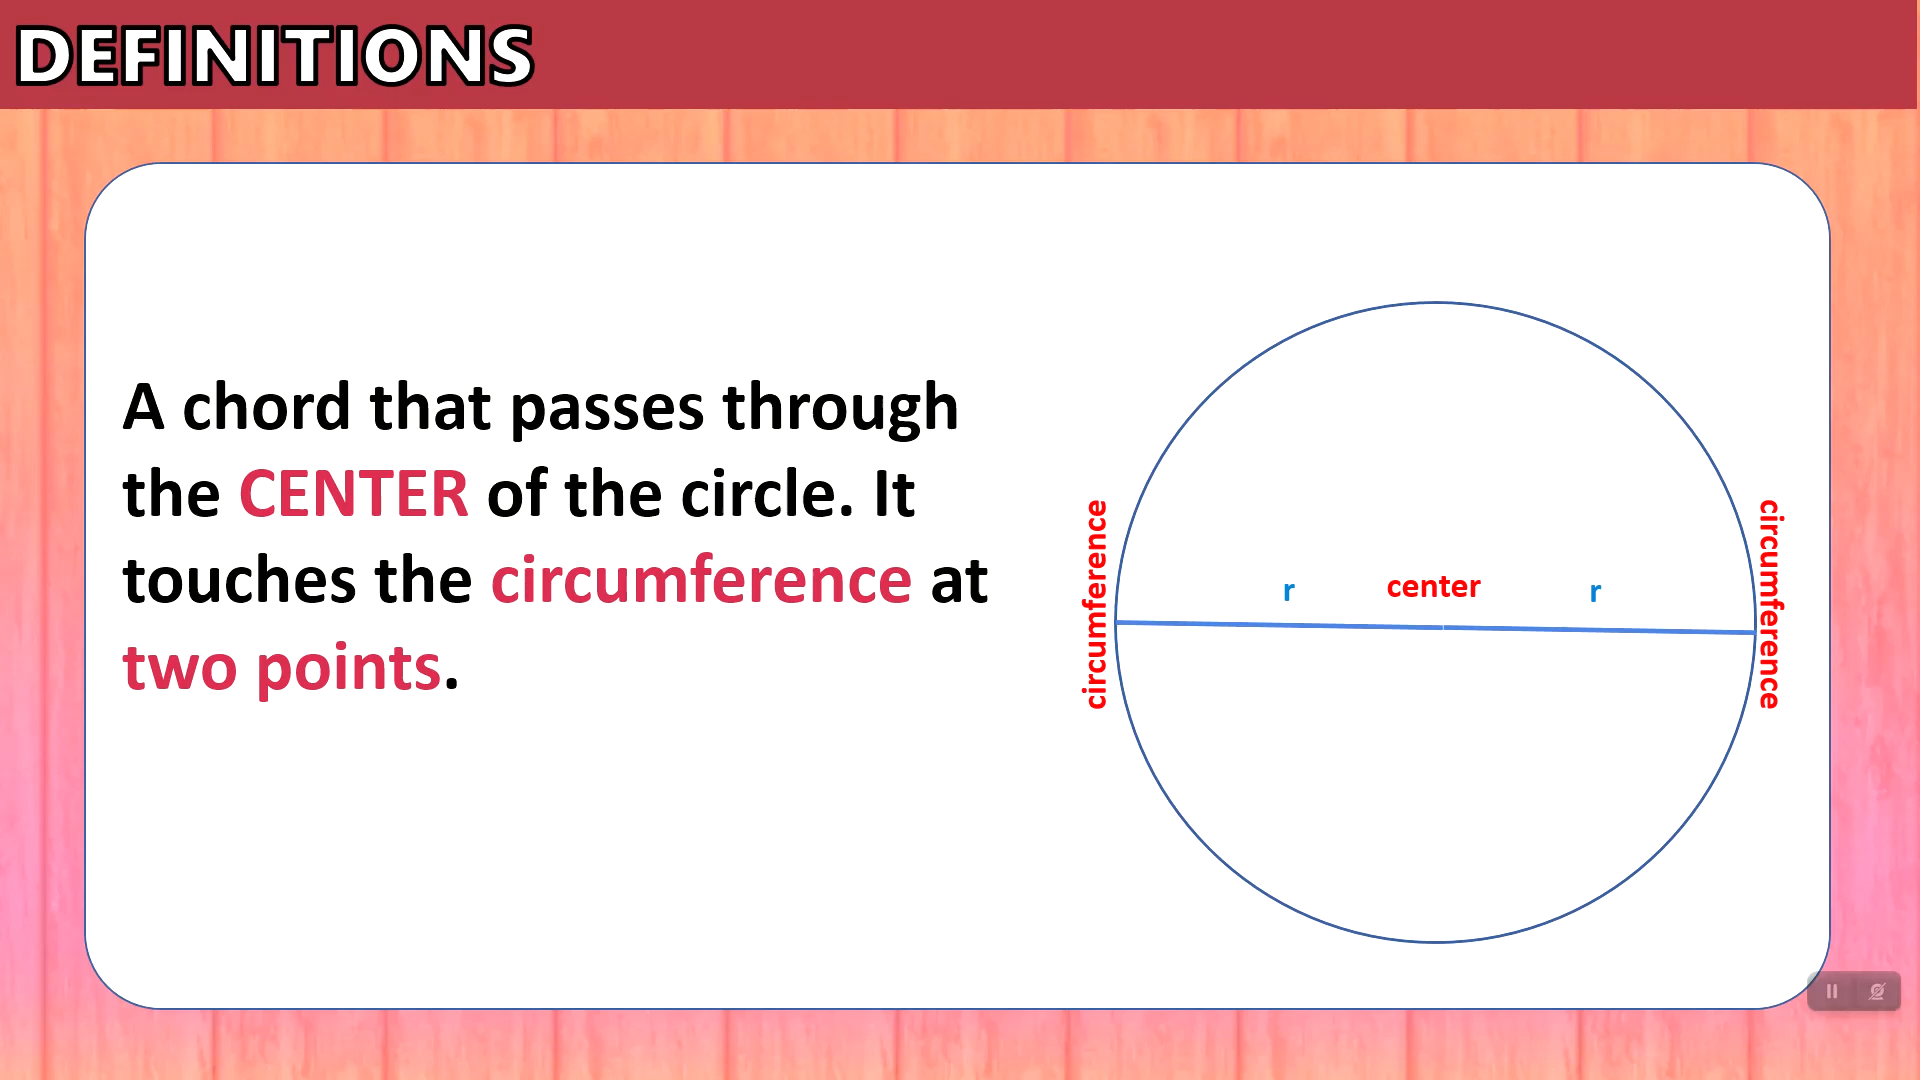 DEFINITIONS
A chord that passes through
the CENTER of the circle. It
touches the circumference at
two points.
circumference
r
center
r
circumference